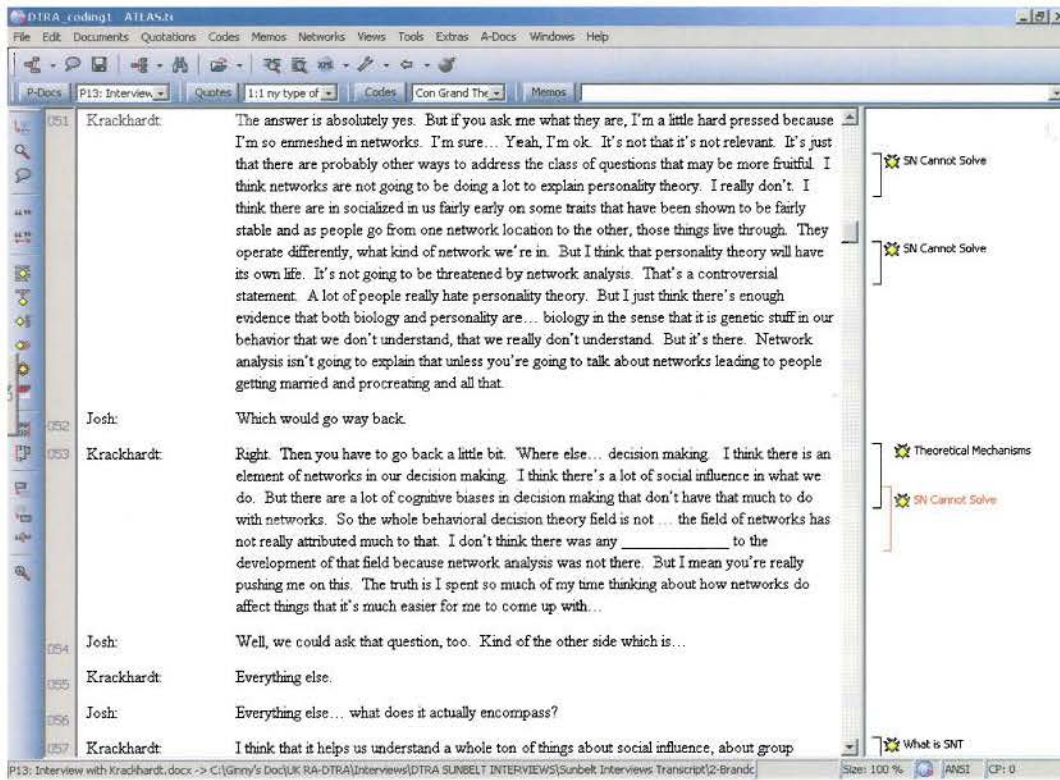 DTRA_coding1 ATLAS.ti
File Edit Documents Quotations Codes Memos Networks Views Tools Extras A-Docs Windows Help
P-Docs P13: Interview Quotes 1:1 ny type of Codes Con Grand The Memos
051 Krackhardt: The answer is absolutely yes. But if you ask me what they are, I'm a little hard pressed because
I'm so enmeshed in networks. I'm sure… Yeah, I'm ok. It's not that it's not relevant. It's just
that there are probably other ways to address the class of questions that may be more fruitful. I
SN Cannot Solve
think networks are not going to be doing a lot to explain personality theory. I really don't. I
think there are in socialized in us fairly early on some traits that have been shown to be fairly
stable and as people go from one network location to the other, those things live through. They
operate differently, what kind of network we're in. But I think that personality theory will have
SN Cannot Solve
its own life. It's not going to be threatened by network analysis. That's a controversial
statement. A lot of people really hate personality theory. But I just think there's enough
evidence that both biology and personality are… biology in the sense that it is genetic stuff in our
behavior that we don't understand, that we really don't understand. But it's there. Network
analysis isn't going to explain that unless you're going to talk about networks leading to people
getting married and procreating and all that.
052 Josh: Which would go way back.
053 Krackhardt: Right. Then you have to go back a little bit. Where else… decision making. I think there is an
Theoretical Mechanisms
element of networks in our decision making. I think there's a lot of social influence in what we
do. But there are a lot of cognitive biases in decision making that don't have that much to do
SN Cannot Solve
with networks. So the whole behavioral decision theory field is not … the field of networks has
not really attributed much to that. I don't think there was any ______________ to the
development of that field because network analysis was not there. But I mean you're really
pushing me on this. The truth is I spent so much of my time thinking about how networks do
affect things that it's much easier for me to come up with…
054 Josh: Well, we could ask that question, too. Kind of the other side which is…
055 Krackhardt: Everything else.
056 Josh: Everything else… what does it actually encompass?
057 Krackhardt: I think that it helps us understand a whole ton of things about social influence, about group
What is SNT
P13: Interview with Krackhardt.docx -> C:\Ginny's Doc\UK RA-DTRA\Interviews\DTRA SUNBELT INTERVIEWS\Sunbelt Interviews Transcript\2-Brandc Size: 100 % ANSI CP: 0